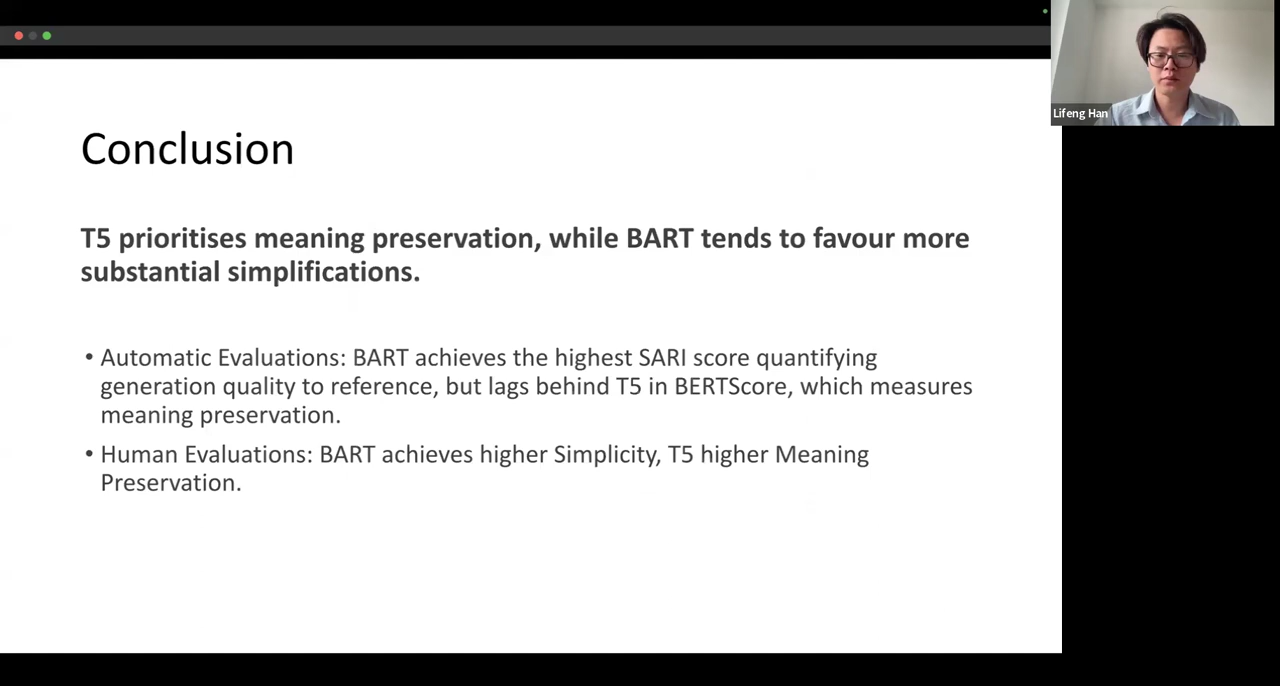 Lifeng Han
Conclusion
T5 prioritises meaning preservation, while BART tends to favour more
substantial simplifications.
• Automatic Evaluations: BART achieves the highest SARI score quantifying
generation quality to reference, but lags behind T5 in BERTScore, which measures
meaning preservation.
• Human Evaluations: BART achieves higher Simplicity, T5 higher Meaning
Preservation.